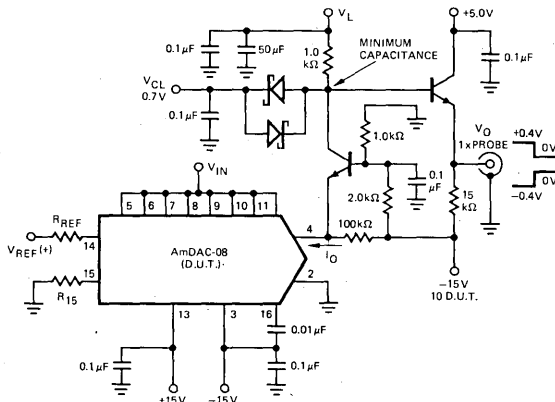 V_L
+5.0V
0.1μF
50μF
1.0
kΩ
MINIMUM
CAPACITANCE
0.1μF
V_CL
0.7V
0.1μF
V_O
1xPROBE
+0.4V
0V
0V
-0.4V
1.0kΩ
V_IN
0.1
μF
2.0kΩ
15
kΩ
5 6 7 8 9 10 11
R_REF
V_REF(+)
14
AmDAC-08
(D.U.T.)
4
100kΩ
I_O
2
15
R_15
-15V
10 D.U.T.
13
3
16
0.01μF
0.1μF
0.1μF
+15V
-15V